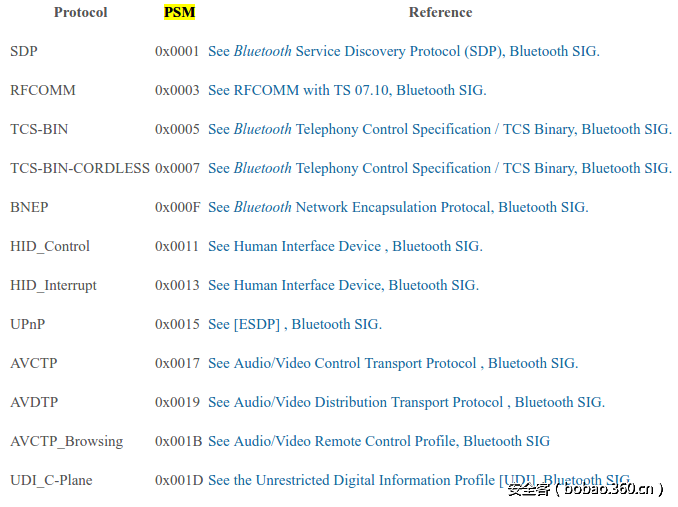 Protocol PSM Reference
SDP 0x0001 See Bluetooth Service Discovery Protocol (SDP), Bluetooth SIG.
RFCOMM 0x0003 See RFCOMM with TS 07.10, Bluetooth SIG.
TCS-BIN 0x0005 See Bluetooth Telephony Control Specification / TCS Binary, Bluetooth SIG.
TCS-BIN-CORDLESS 0x0007 See Bluetooth Telephony Control Specification / TCS Binary, Bluetooth SIG.
BNEP 0x000F See Bluetooth Network Encapsulation Protocal, Bluetooth SIG.
HID_Control 0x0011 See Human Interface Device , Bluetooth SIG.
HID_Interrupt 0x0013 See Human Interface Device, Bluetooth SIG.
UPnP 0x0015 See [ESDP] , Bluetooth SIG.
AVCTP 0x0017 See Audio/Video Control Transport Protocol , Bluetooth SIG.
AVDTP 0x0019 See Audio/Video Distribution Transport Protocol , Bluetooth SIG.
AVCTP_Browsing 0x001B See Audio/Video Remote Control Profile, Bluetooth SIG
UDI_C-Plane 0x001D See the Unrestricted Digital Information Profile [UDI], Bluetooth SIG.
安全客（bobao.360.cn）